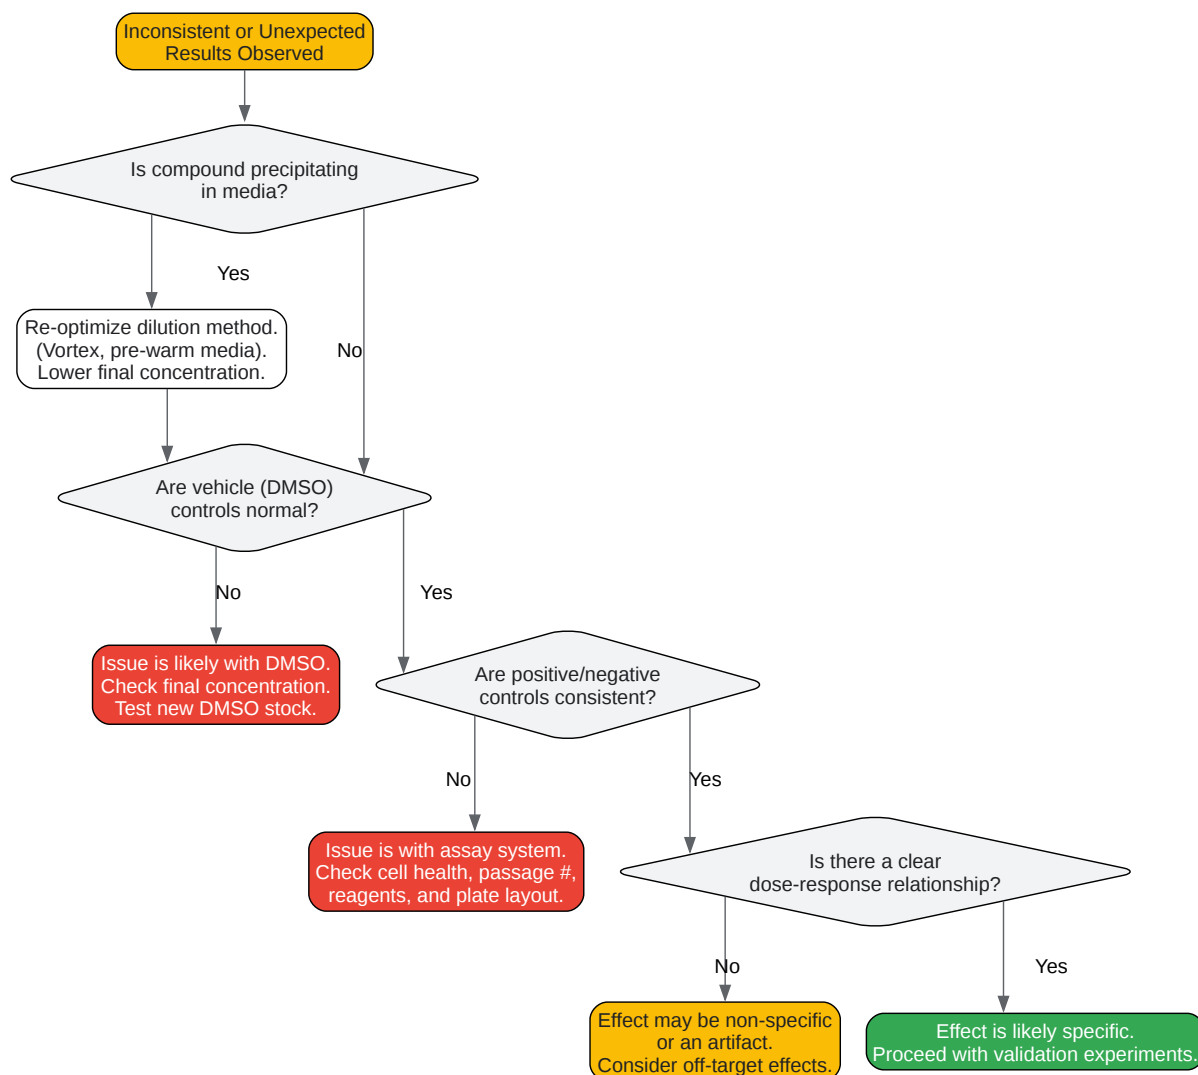 Inconsistent or Unexpected
Results Observed
Is compound precipitating
in media?
Yes
Re-optimize dilution method.
(Vortex, pre-warm media).
Lower final concentration.
No
Are vehicle (DMSO)
controls normal?
No
Yes
Issue is likely with DMSO.
Check final concentration.
Test new DMSO stock.
Are positive/negative
controls consistent?
No
Yes
Issue is with assay system.
Check cell health, passage #,
reagents, and plate layout.
Is there a clear
dose-response relationship?
No
Yes
Effect may be non-specific
or an artifact.
Consider off-target effects.
Effect is likely specific.
Proceed with validation experiments.